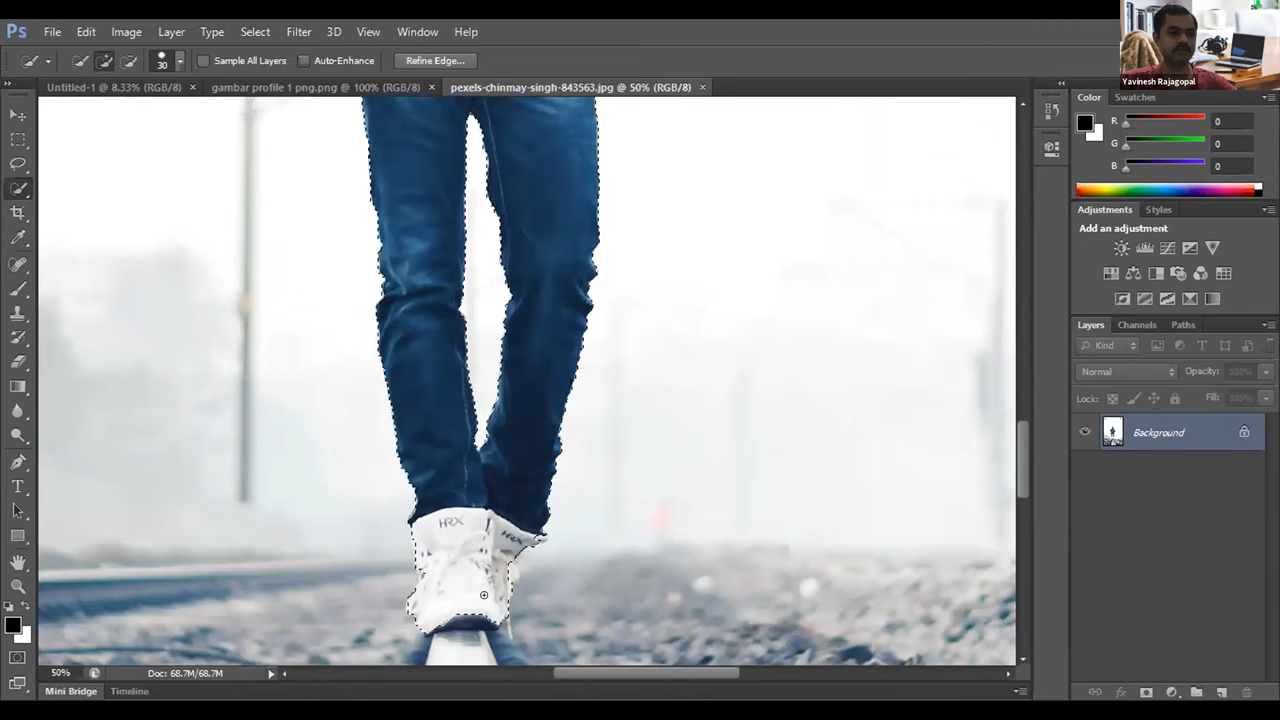 Ps File Edit Image Layer Type Select Filter 3D View Window Help
Yavinesh Rajagopal
30 Sample All Layers Auto-Enhance Refine Edge...
Untitled-1 @ 8.33% (RGB/8) × gambar profile 1 png.png @ 100% (RGB/8) × pexels-chinmay-singh-843563.jpg @ 50% (RGB/8) ×
Color Swatches
R 0
G 0
B 0
Adjustments Styles
Add an adjustment
Layers Channels Paths
Kind
Normal Opacity:
Lock: Fill:
Background
HRX
HRX
50% Doc: 68.7M/68.7M
Mini Bridge Timeline